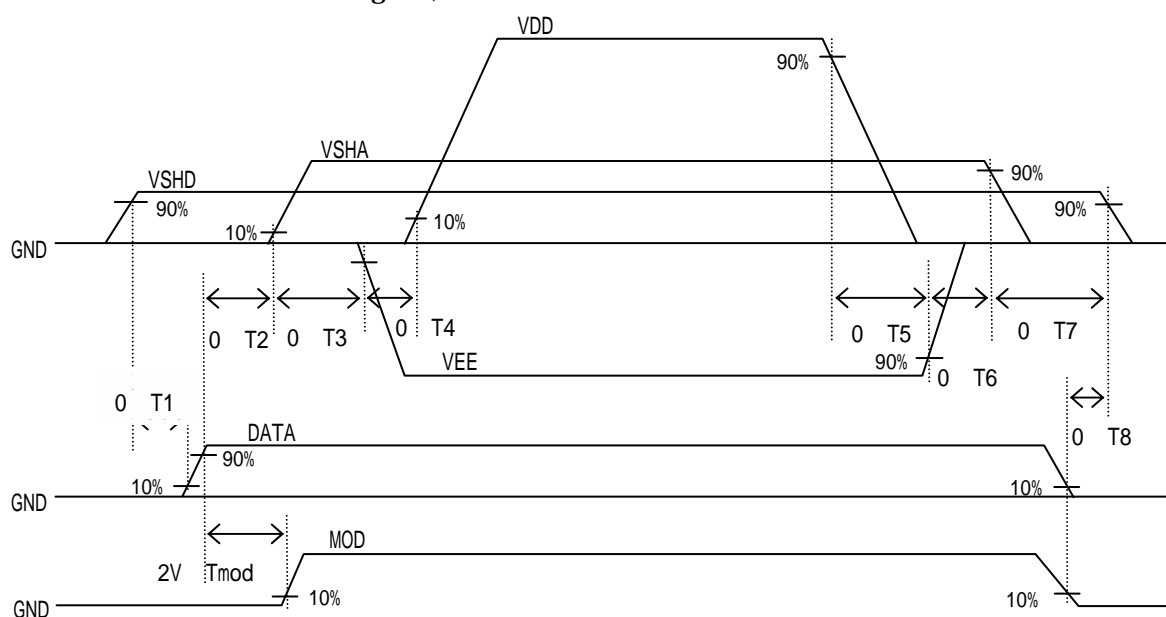 VDD
90%
VSHA
VSHD
90%
90%
10%
10%
90%
GND
0 T2
0 T3
0 T4
0 T5
0 T7
VEE
90%
0 T6
0 T1
DATA
90%
0 T8
10%
10%
GND
MOD
2V Tmod
10%
10%
GND